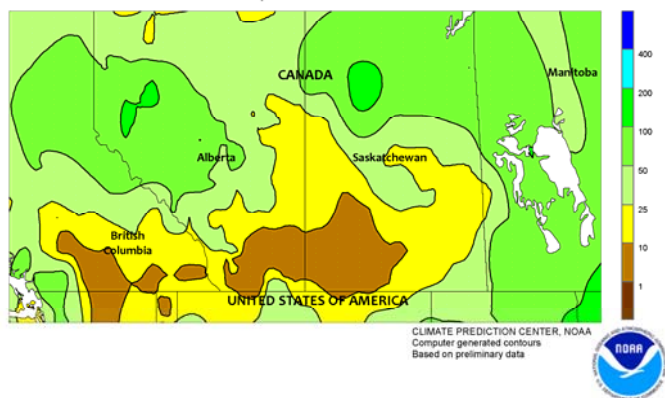 CANADA
Manitoba
Alberta
Saskatchewan
British
Columbia
UNITED STATES OF AMERICA
400
200
100
50
25
10
1
CLIMATE PREDICTION CENTER, NOAA
Computer generated contours
Based on preliminary data
NOAA